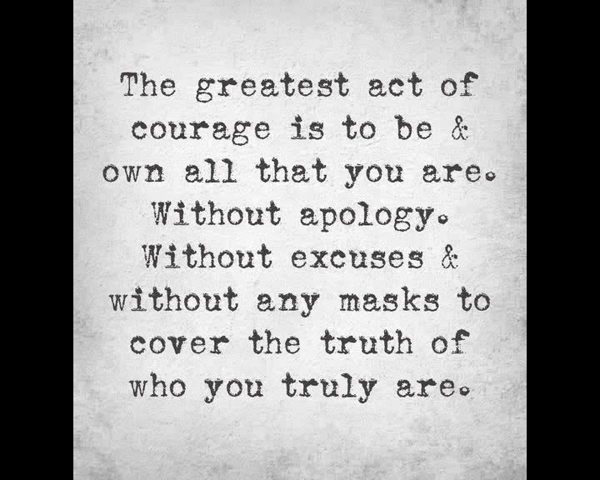 The greatest act of
courage is to be &
own all that you are.
Without apology.
Without excuses &
without any masks to
cover the truth of
who you truly are.